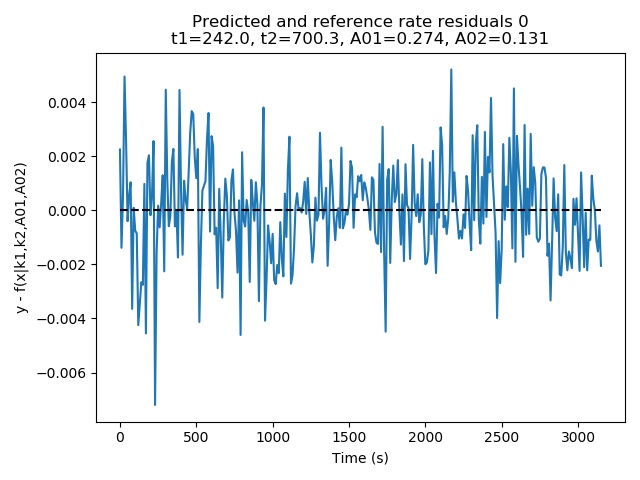 Predicted and reference rate residuals 0
t1=242.0, t2=700.3, A01=0.274, A02=0.131
0.004
0.002
0.000
−0.002
−0.004
−0.006
y - f(x|k1,k2,A01,A02)
0 500 1000 1500 2000 2500 3000
Time (s)